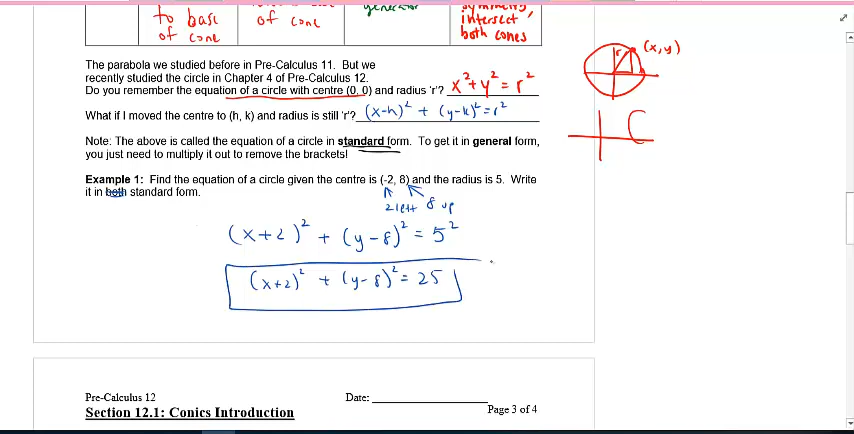 to base
of cone
of cone
intersect
both cones
The parabola we studied before in Pre-Calculus 11. But we
recently studied the circle in Chapter 4 of Pre-Calculus 12.
Do you remember the equation of a circle with centre (0, 0) and radius 'r'? x² + y² = r²
What if I moved the centre to (h, k) and radius is still 'r'? (x-h)² + (y-k)² = r²
Note: The above is called the equation of a circle in standard form. To get it in general form,
you just need to multiply it out to remove the brackets!
Example 1: Find the equation of a circle given the centre is (-2, 8) and the radius is 5. Write
it in both standard form.
2 left 8 up
(x+2)² + (y-8)² = 5²
(x+2)² + (y-8)² = 25
r (x, y)
Pre-Calculus 12 Date:
Section 12.1: Conics Introduction
Page 3 of 4